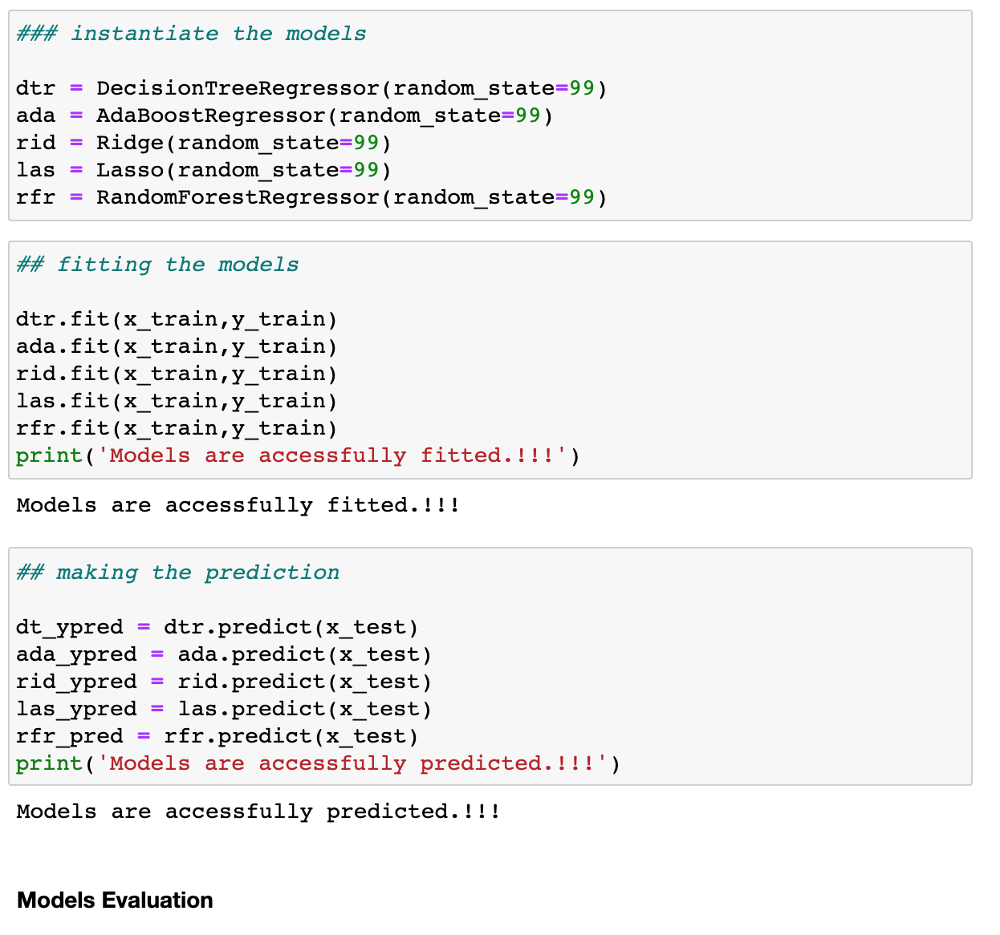 ### instantiate the models
dtr = DecisionTreeRegressor(random_state=99)
ada = AdaBoostRegressor(random_state=99)
rid = Ridge(random_state=99)
las = Lasso(random_state=99)
rfr = RandomForestRegressor(random_state=99)
## fitting the models
dtr.fit(x_train,y_train)
ada.fit(x_train,y_train)
rid.fit(x_train,y_train)
las.fit(x_train,y_train)
rfr.fit(x_train,y_train)
print('Models are accessfully fitted.!!!')
Models are accessfully fitted.!!!
## making the prediction
dt_ypred = dtr.predict(x_test)
ada_ypred = ada.predict(x_test)
rid_ypred = rid.predict(x_test)
las_ypred = las.predict(x_test)
rfr_pred = rfr.predict(x_test)
print('Models are accessfully predicted.!!!')
Models are accessfully predicted.!!!
Models Evaluation